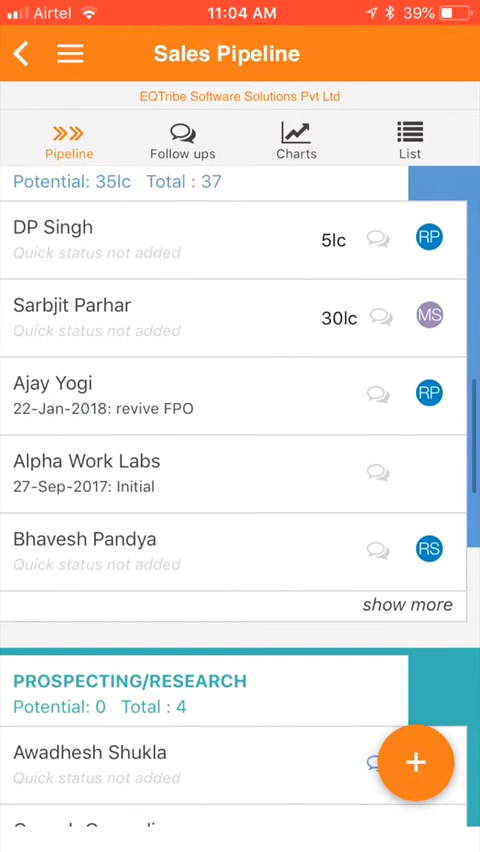 Airtel 11:04 AM 39%
Sales Pipeline
EQTribe Software Solutions Pvt Ltd
Pipeline Follow ups Charts List
Potential: 35lc Total : 37
DP Singh
Quick status not added
5lc RP
Sarbjit Parhar
Quick status not added
30lc MS
Ajay Yogi
22-Jan-2018: revive FPO
RP
Alpha Work Labs
27-Sep-2017: Initial
Bhavesh Pandya
Quick status not added
RS
show more
PROSPECTING/RESEARCH
Potential: 0 Total : 4
Awadhesh Shukla
Quick status not added
+